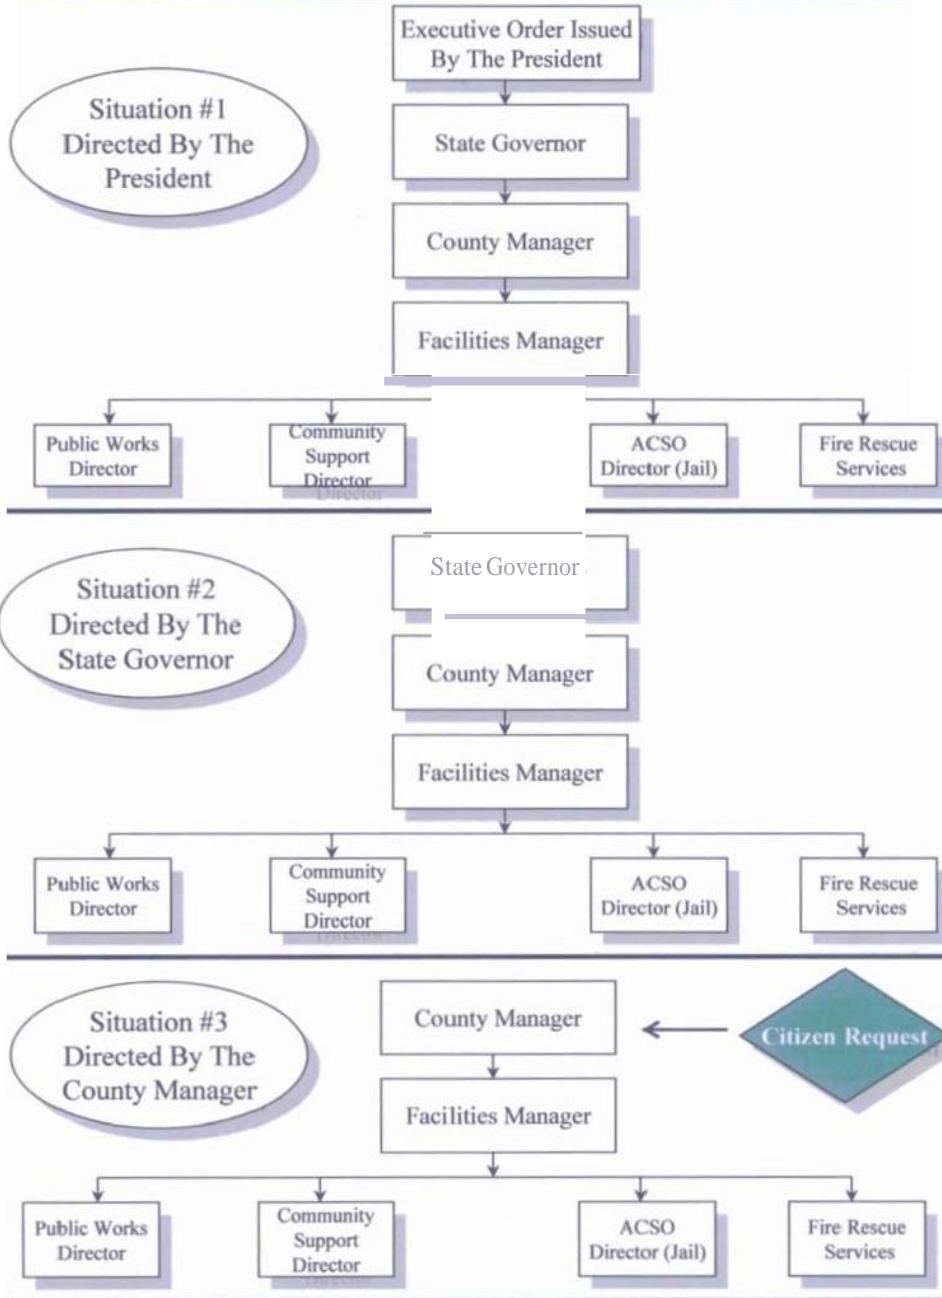 Executive Order Issued
By The President
Situation #1
Directed By The
President
State Governor
County Manager
Facilities Manager
Public Works
Director
Community
Support
Director
Director
ACSO
Director (Jail)
Fire Rescue
Services
Situation #2
Directed By The
State Governor
State Governor
County Manager
Facilities Manager
Public Works
Director
Community
Support
Director
Director
ACSO
Director (Jail)
Fire Rescue
Services
Situation #3
Directed By The
County Manager
County Manager
Citizen Request
Facilities Manager
Public Works
Director
Community
Support
Director
Director
ACSO
Director (Jail)
Fire Rescue
Services